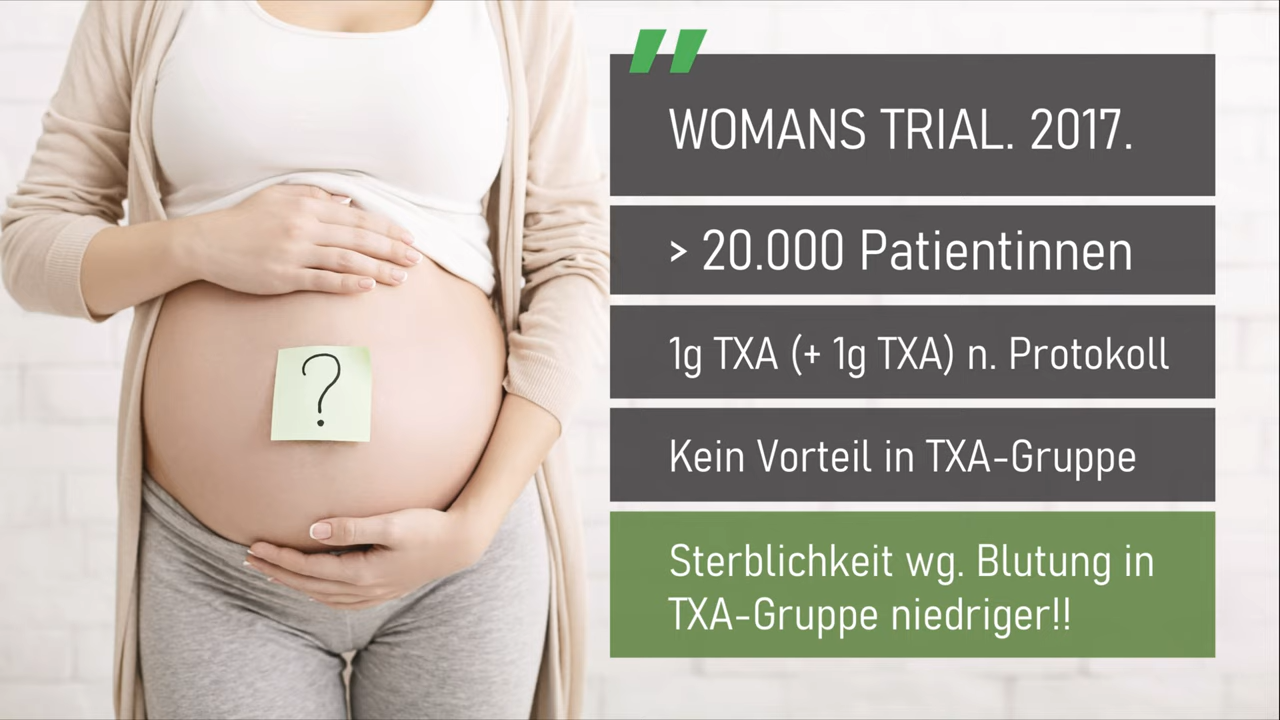 ?
WOMANS TRIAL. 2017.
> 20.000 Patientinnen
1g TXA (+ 1g TXA) n. Protokoll
Kein Vorteil in TXA-Gruppe
Sterblichkeit wg. Blutung in
TXA-Gruppe niedriger!!